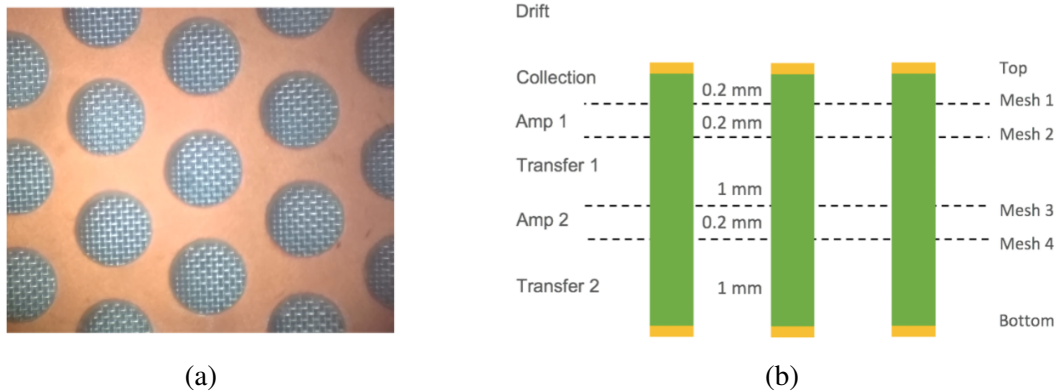 Drift
Collection
Amp 1
Transfer 1
Amp 2
Transfer 2
0.2 mm
0.2 mm
1 mm
0.2 mm
1 mm
Top
Mesh 1
Mesh 2
Mesh 3
Mesh 4
Bottom
(a)
(b)